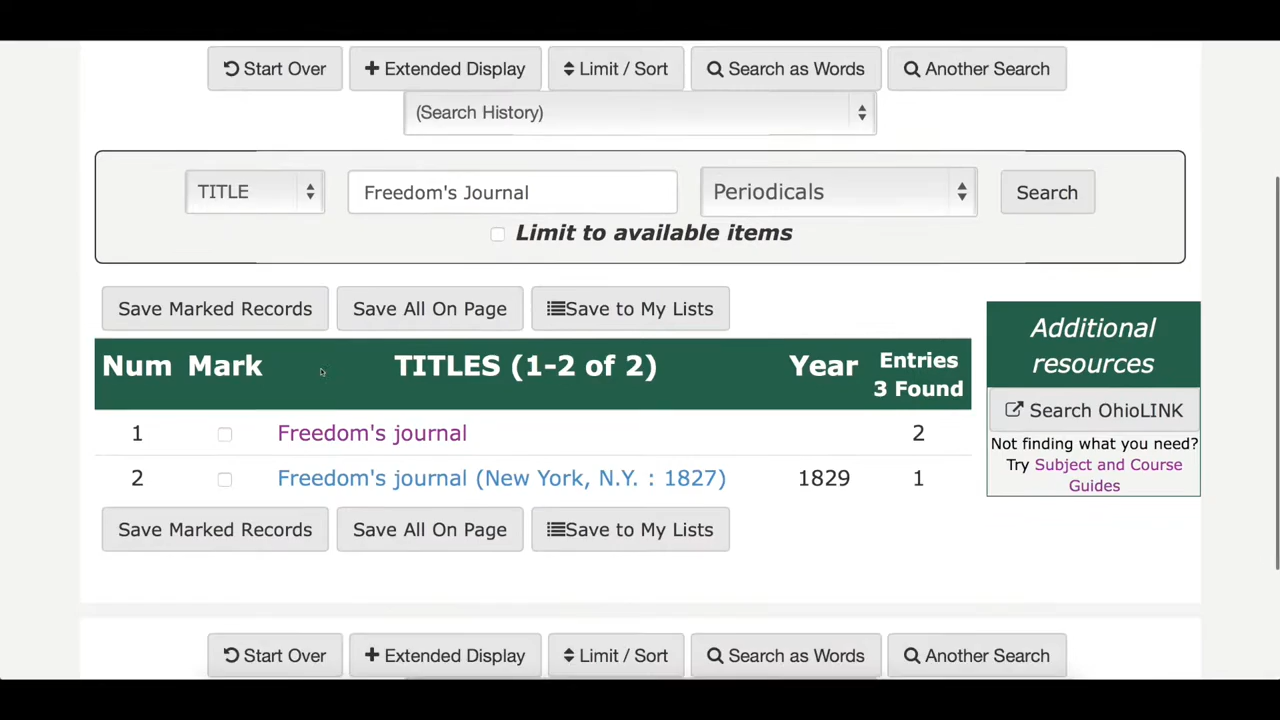 Start Over Extended Display Limit / Sort Search as Words Another Search
(Search History)
TITLE Freedom's Journal Periodicals Search
Limit to available items
Save Marked Records Save All On Page Save to My Lists
Num Mark TITLES (1-2 of 2) Year Entries
3 Found
1 Freedom's journal 2
2 Freedom's journal (New York, N.Y. : 1827) 1829 1
Save Marked Records Save All On Page Save to My Lists
Additional
resources
Search OhioLINK
Not finding what you need?
Try Subject and Course
Guides
Start Over Extended Display Limit / Sort Search as Words Another Search